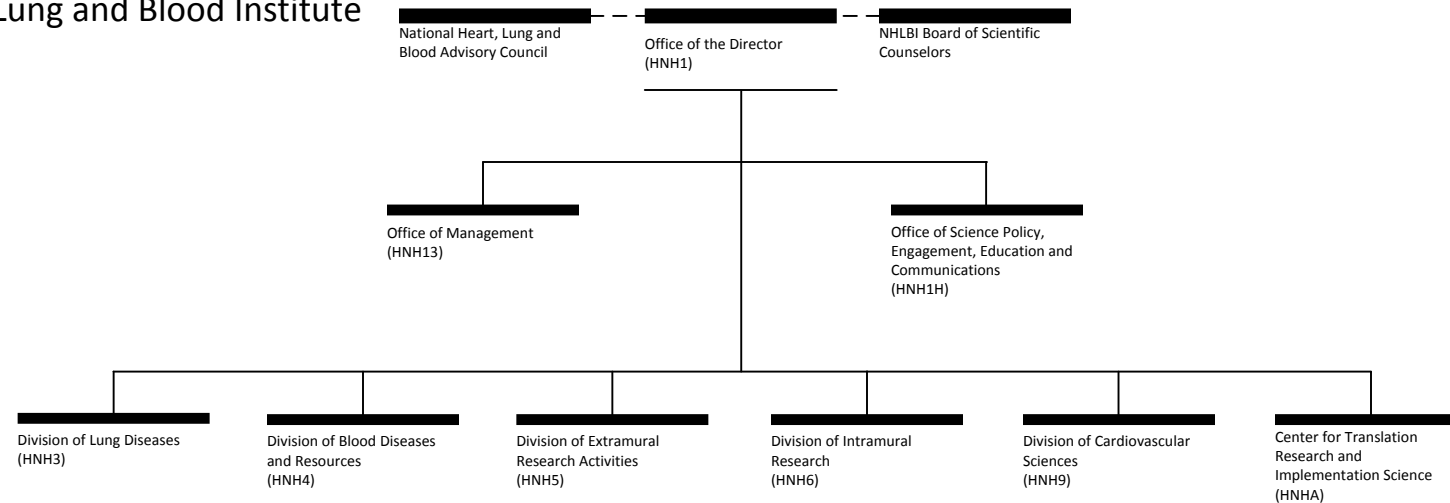 Lung and Blood Institute
National Heart, Lung and
Blood Advisory Council
Office of the Director
(HNH1)
NHLBI Board of Scientific
Counselors
Office of Management
(HNH13)
Office of Science Policy,
Engagement, Education and
Communications
(HNH1H)
Division of Lung Diseases
(HNH3)
Division of Blood Diseases
and Resources
(HNH4)
Division of Extramural
Research Activities
(HNH5)
Division of Intramural
Research
(HNH6)
Division of Cardiovascular
Sciences
(HNH9)
Center for Translation
Research and
Implementation Science
(HNHA)